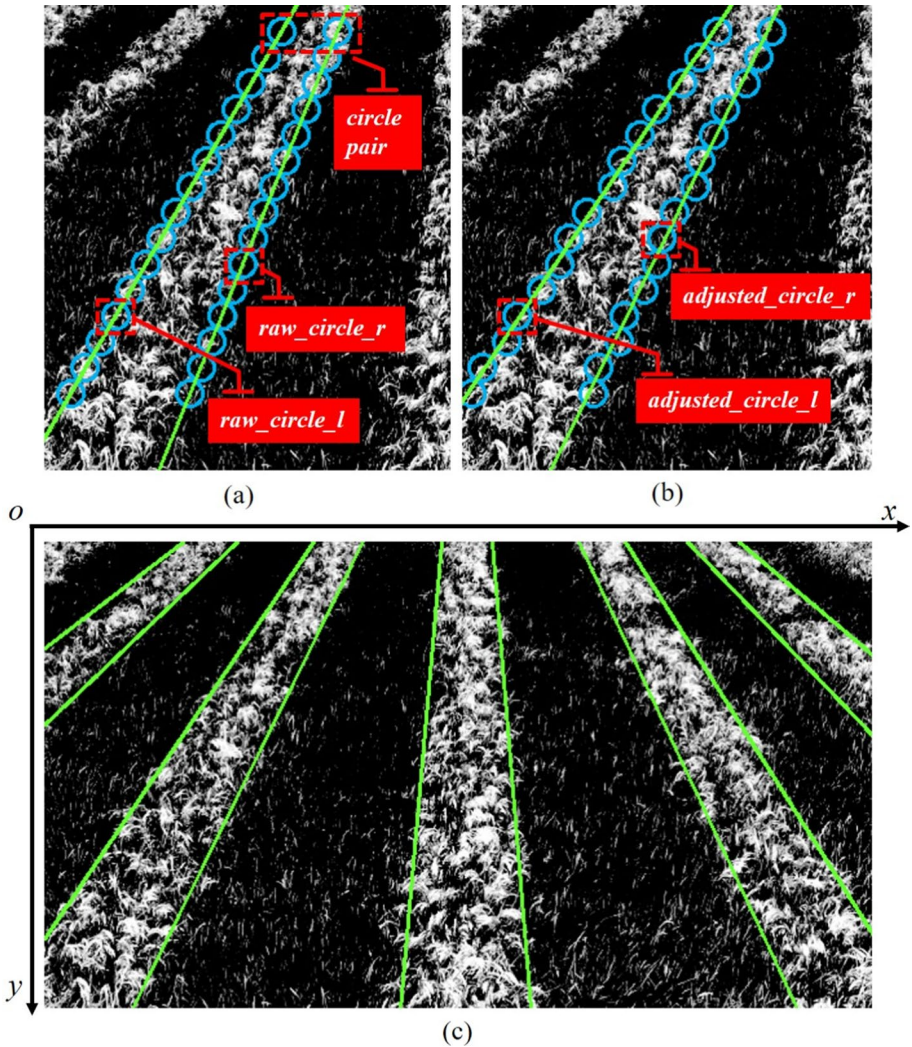 circle
pair
raw_circle_r
raw_circle_l
adjusted_circle_r
adjusted_circle_l
(a)
(b)
o
x
y
(c)